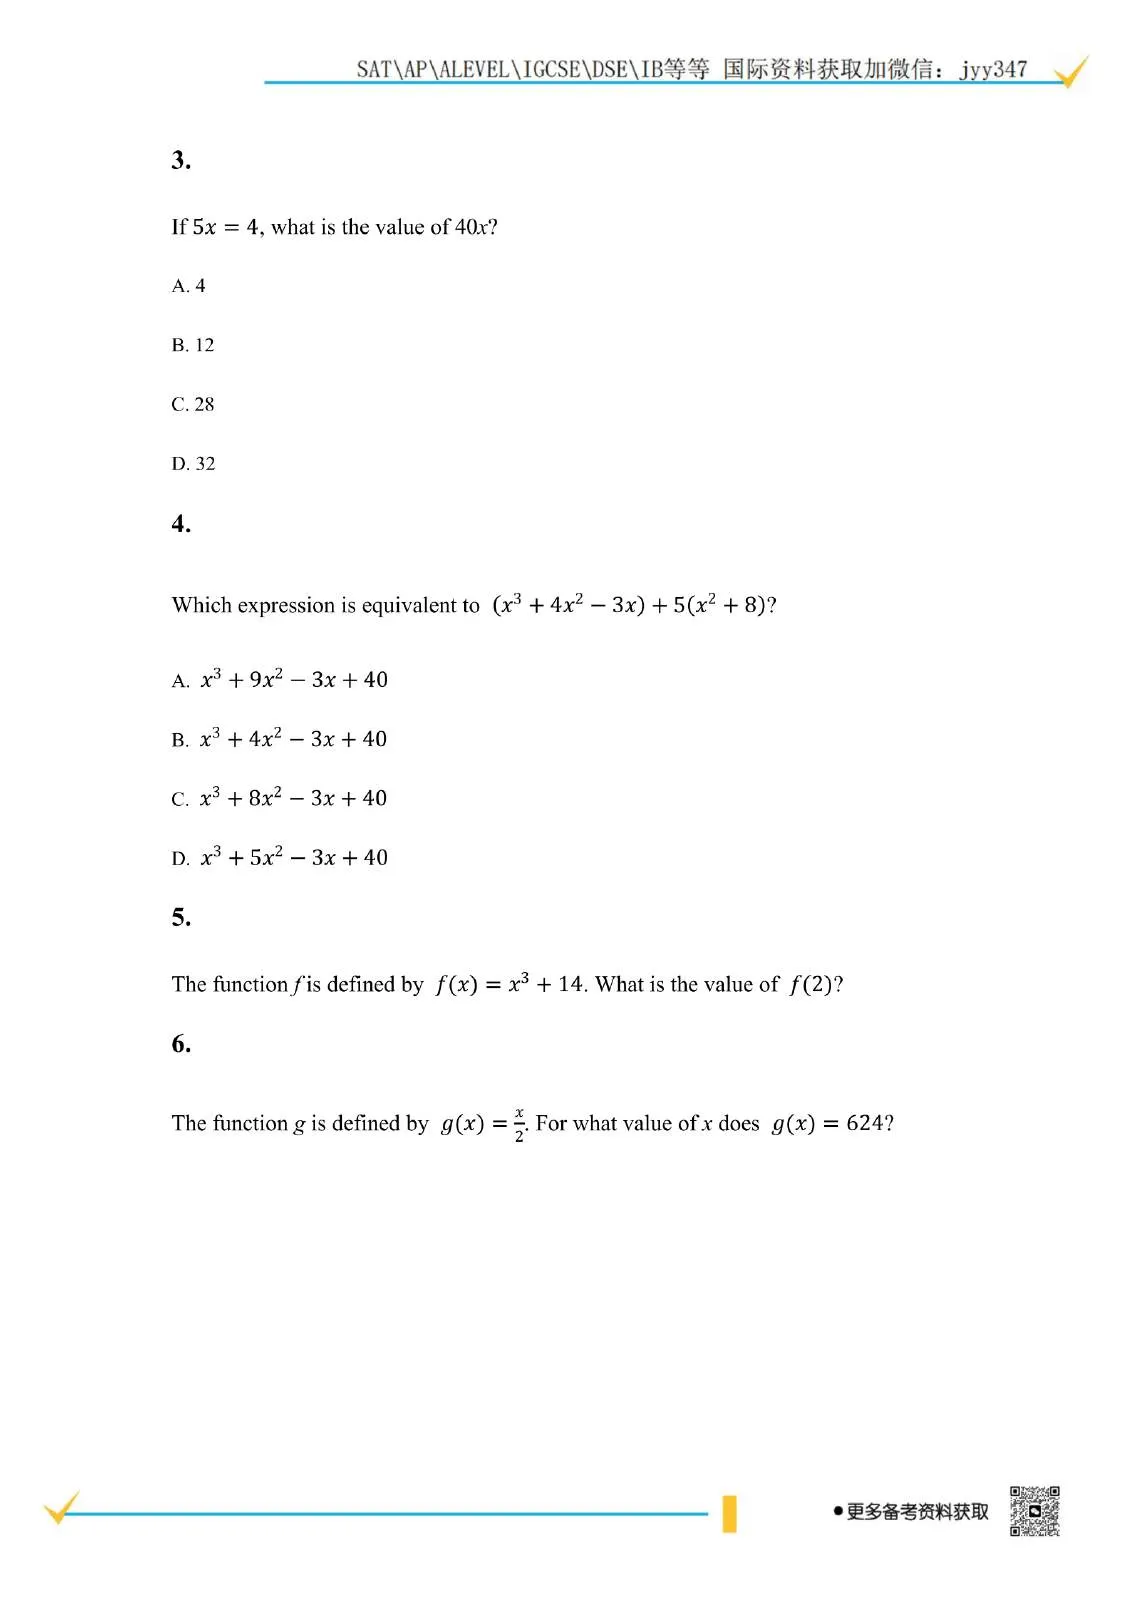 SAT\AP\ALEVEL\IGCSE\DSE\IB等等 国际资料获取加微信：jyy347
3.
If 5x = 4, what is the value of 40x?
A. 4
B. 12
C. 28
D. 32
4.
Which expression is equivalent to (x³ + 4x² − 3x) + 5(x² + 8)?
A. x³ + 9x² − 3x + 40
B. x³ + 4x² − 3x + 40
C. x³ + 8x² − 3x + 40
D. x³ + 5x² − 3x + 40
5.
The function f is defined by f(x) = x³ + 14. What is the value of f(2)?
6.
The function g is defined by g(x) = x/2. For what value of x does g(x) = 624?
●更多备考资料获取